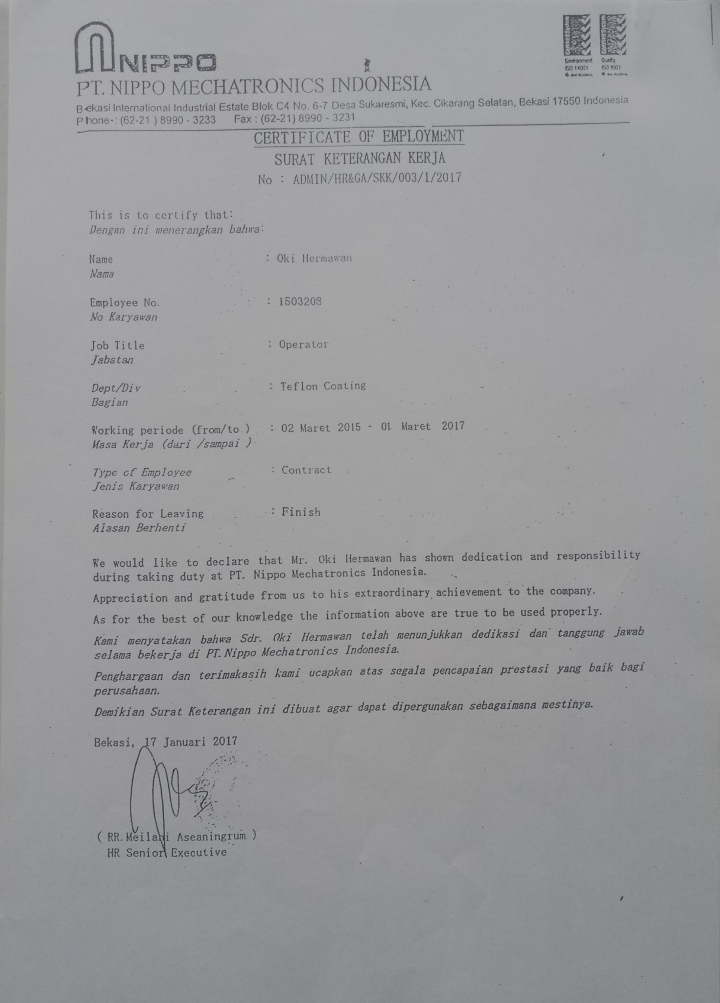 NIPPO
PT. NIPPO MECHATRONICS INDONESIA
Bekasi International Industrial Estate Blok C4 No. 6-7 Desa Sukaresmi, Kec. Cikarang Selatan, Bekasi 17550 Indonesia
Phone : (62-21 ) 8990 - 3233 Fax : (62-21) 8990 - 3231
Environment Quality
ISO 14001 ISO 9001
CERTIFICATE OF EMPLOYMENT
SURAT KETERANGAN KERJA
No : ADMIN/HR&GA/SKK/003/1/2017
This is to certify that:
Dengan ini menerangkan bahwa:
Name : Oki Hermawan
Nama
Employee No. : 1503208
No Karyawan
Job Title : Operator
Jabatan
Dept/Div : Teflon Coating
Bagian
Working periode (from/to ) : 02 Maret 2015 - 01 Maret 2017
Masa Kerja (dari /sampai )
Type of Employee : Contract
Jenis Karyawan
Reason for Leaving : Finish
Alasan Berhenti
We would like to declare that Mr. Oki Hermawan has shown dedication and responsibility
during taking duty at PT. Nippo Mechatronics Indonesia.
Appreciation and gratitude from us to his extraordinary achievement to the company.
As for the best of our knowledge the information above are true to be used properly.
Kami menyatakan bahwa Sdr. Oki Hermawan telah menunjukkan dedikasi dan tanggung jawab
selama bekerja di PT.Nippo Mechatronics Indonesia.
Penghargaan dan terimakasih kami ucapkan atas segala pencapaian prestasi yang baik bagi
perusahaan.
Demikian Surat Keterangan ini dibuat agar dapat dipergunakan sebagaimana mestinya.
Bekasi, 17 Januari 2017
( RR.Meilani Aseaningrum )
HR Senior Executive